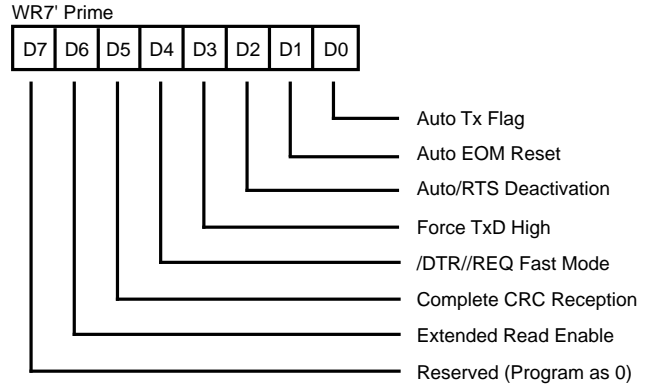 WR7' Prime
D7 D6 D5 D4 D3 D2 D1 D0
Auto Tx Flag
Auto EOM Reset
Auto/RTS Deactivation
Force TxD High
/DTR//REQ Fast Mode
Complete CRC Reception
Extended Read Enable
Reserved (Program as 0)